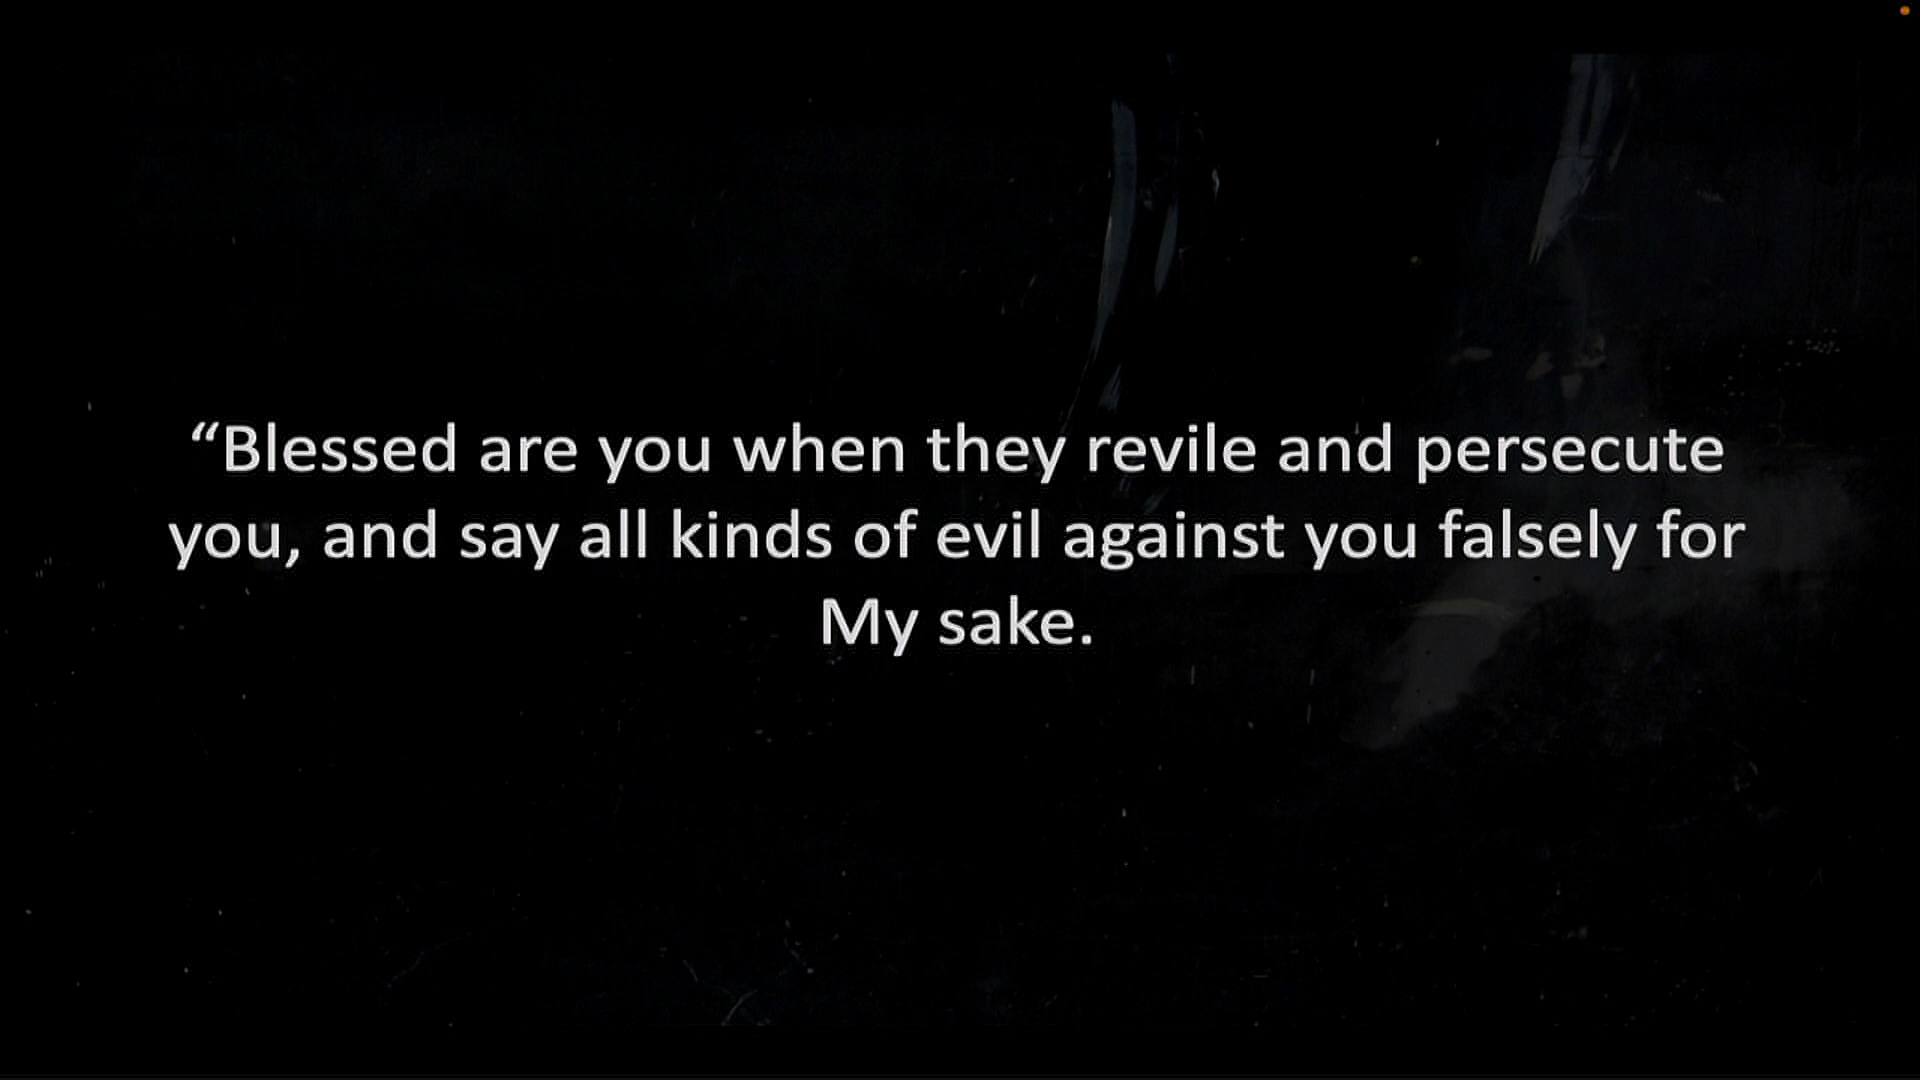 “Blessed are you when they revile and persecute
you, and say all kinds of evil against you falsely for
My sake.